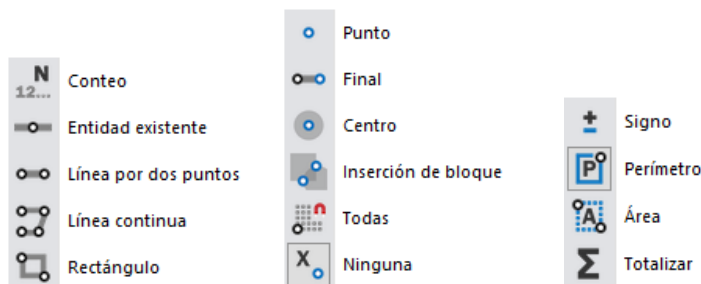 N
12...
Conteo
Entidad existente
Línea por dos puntos
Línea continua
Rectángulo
Punto
Final
Centro
Inserción de bloque
Todas
X
Ninguna
±
Signo
P
Perímetro
A
Área
Σ
Totalizar